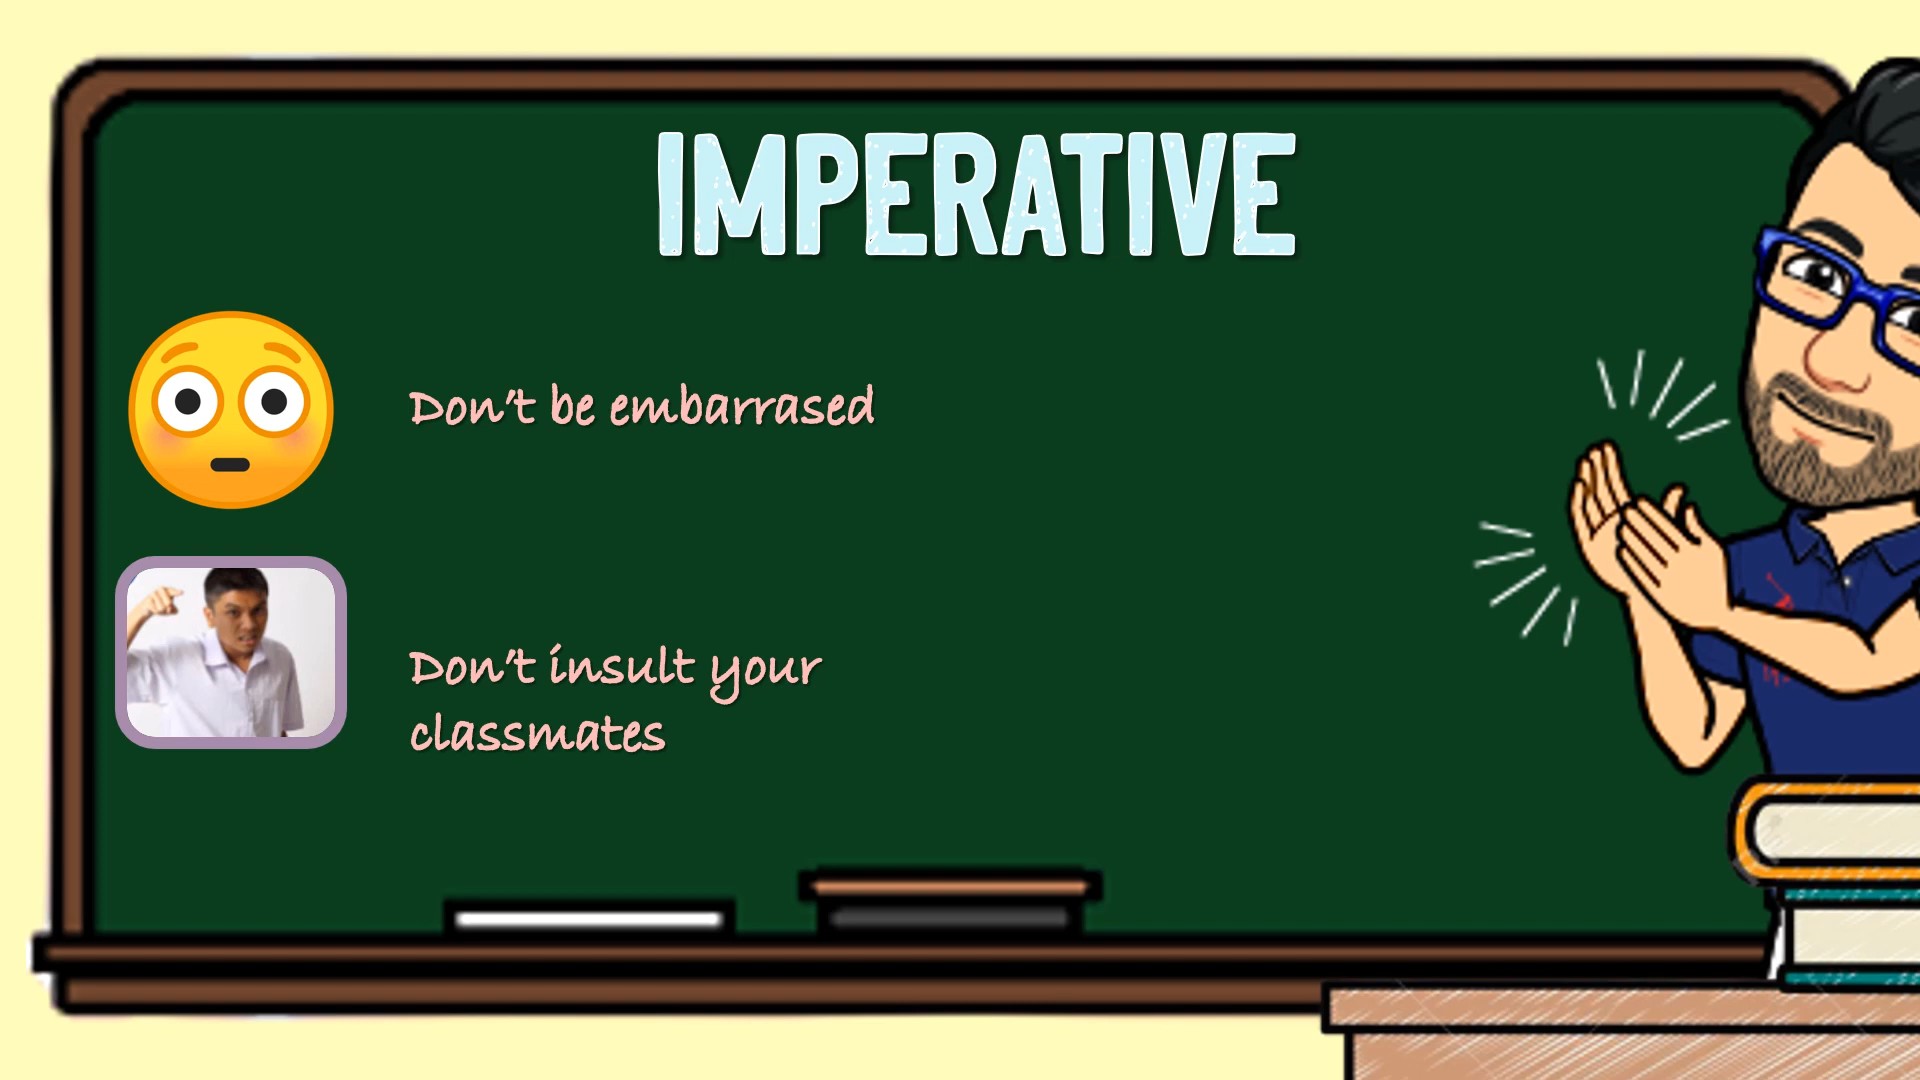 IMPERATIVE
Don't be embarrased
Don't insult your
classmates